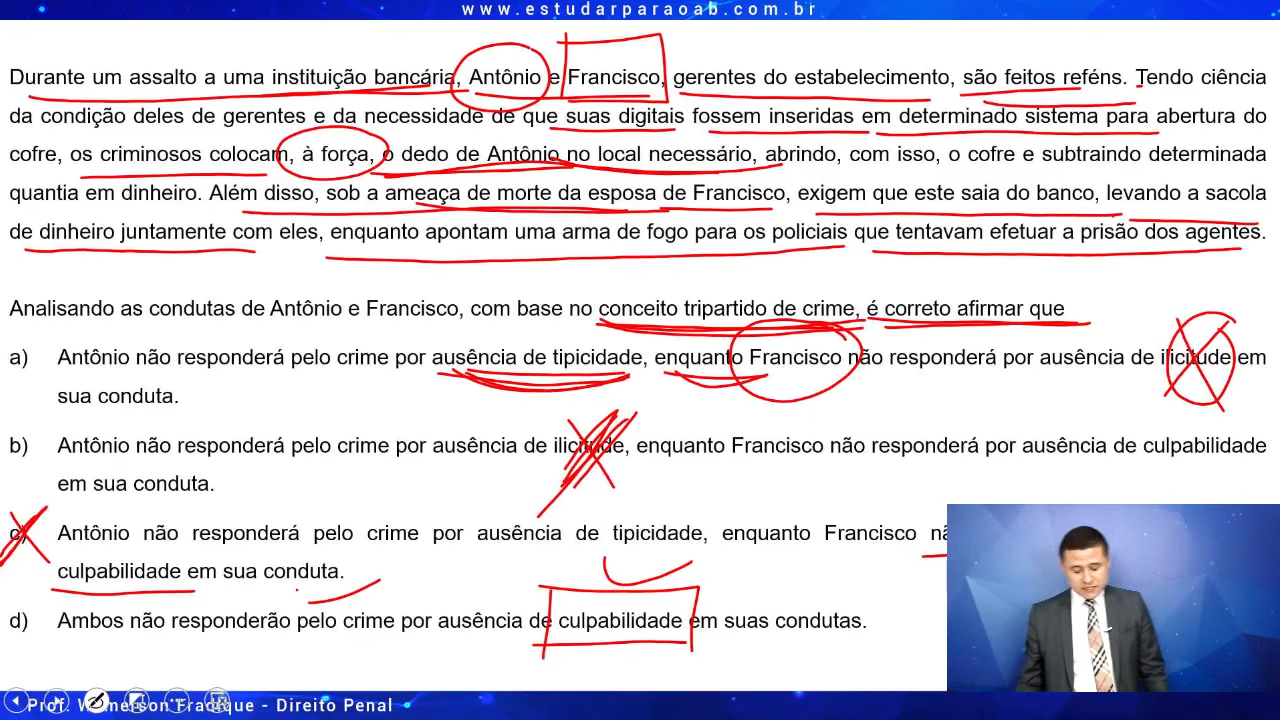 www.estudarparaoab.com.br
Durante um assalto a uma instituição bancária, Antônio e Francisco, gerentes do estabelecimento, são feitos reféns. Tendo ciência
da condição deles de gerentes e da necessidade de que suas digitais fossem inseridas em determinado sistema para abertura do
cofre, os criminosos colocam, à força, o dedo de Antônio no local necessário, abrindo, com isso, o cofre e subtraindo determinada
quantia em dinheiro. Além disso, sob a ameaça de morte da esposa de Francisco, exigem que este saia do banco, levando a sacola
de dinheiro juntamente com eles, enquanto apontam uma arma de fogo para os policiais que tentavam efetuar a prisão dos agentes.
Analisando as condutas de Antônio e Francisco, com base no conceito tripartido de crime, é correto afirmar que
a) Antônio não responderá pelo crime por ausência de tipicidade, enquanto Francisco não responderá por ausência de ilicitude em
sua conduta.
b) Antônio não responderá pelo crime por ausência de ilicitude, enquanto Francisco não responderá por ausência de culpabilidade
em sua conduta.
c) Antônio não responderá pelo crime por ausência de tipicidade, enquanto Francisco
culpabilidade em sua conduta.
d) Ambos não responderão pelo crime por ausência de culpabilidade em suas condutas.
Prof. - Direito Penal